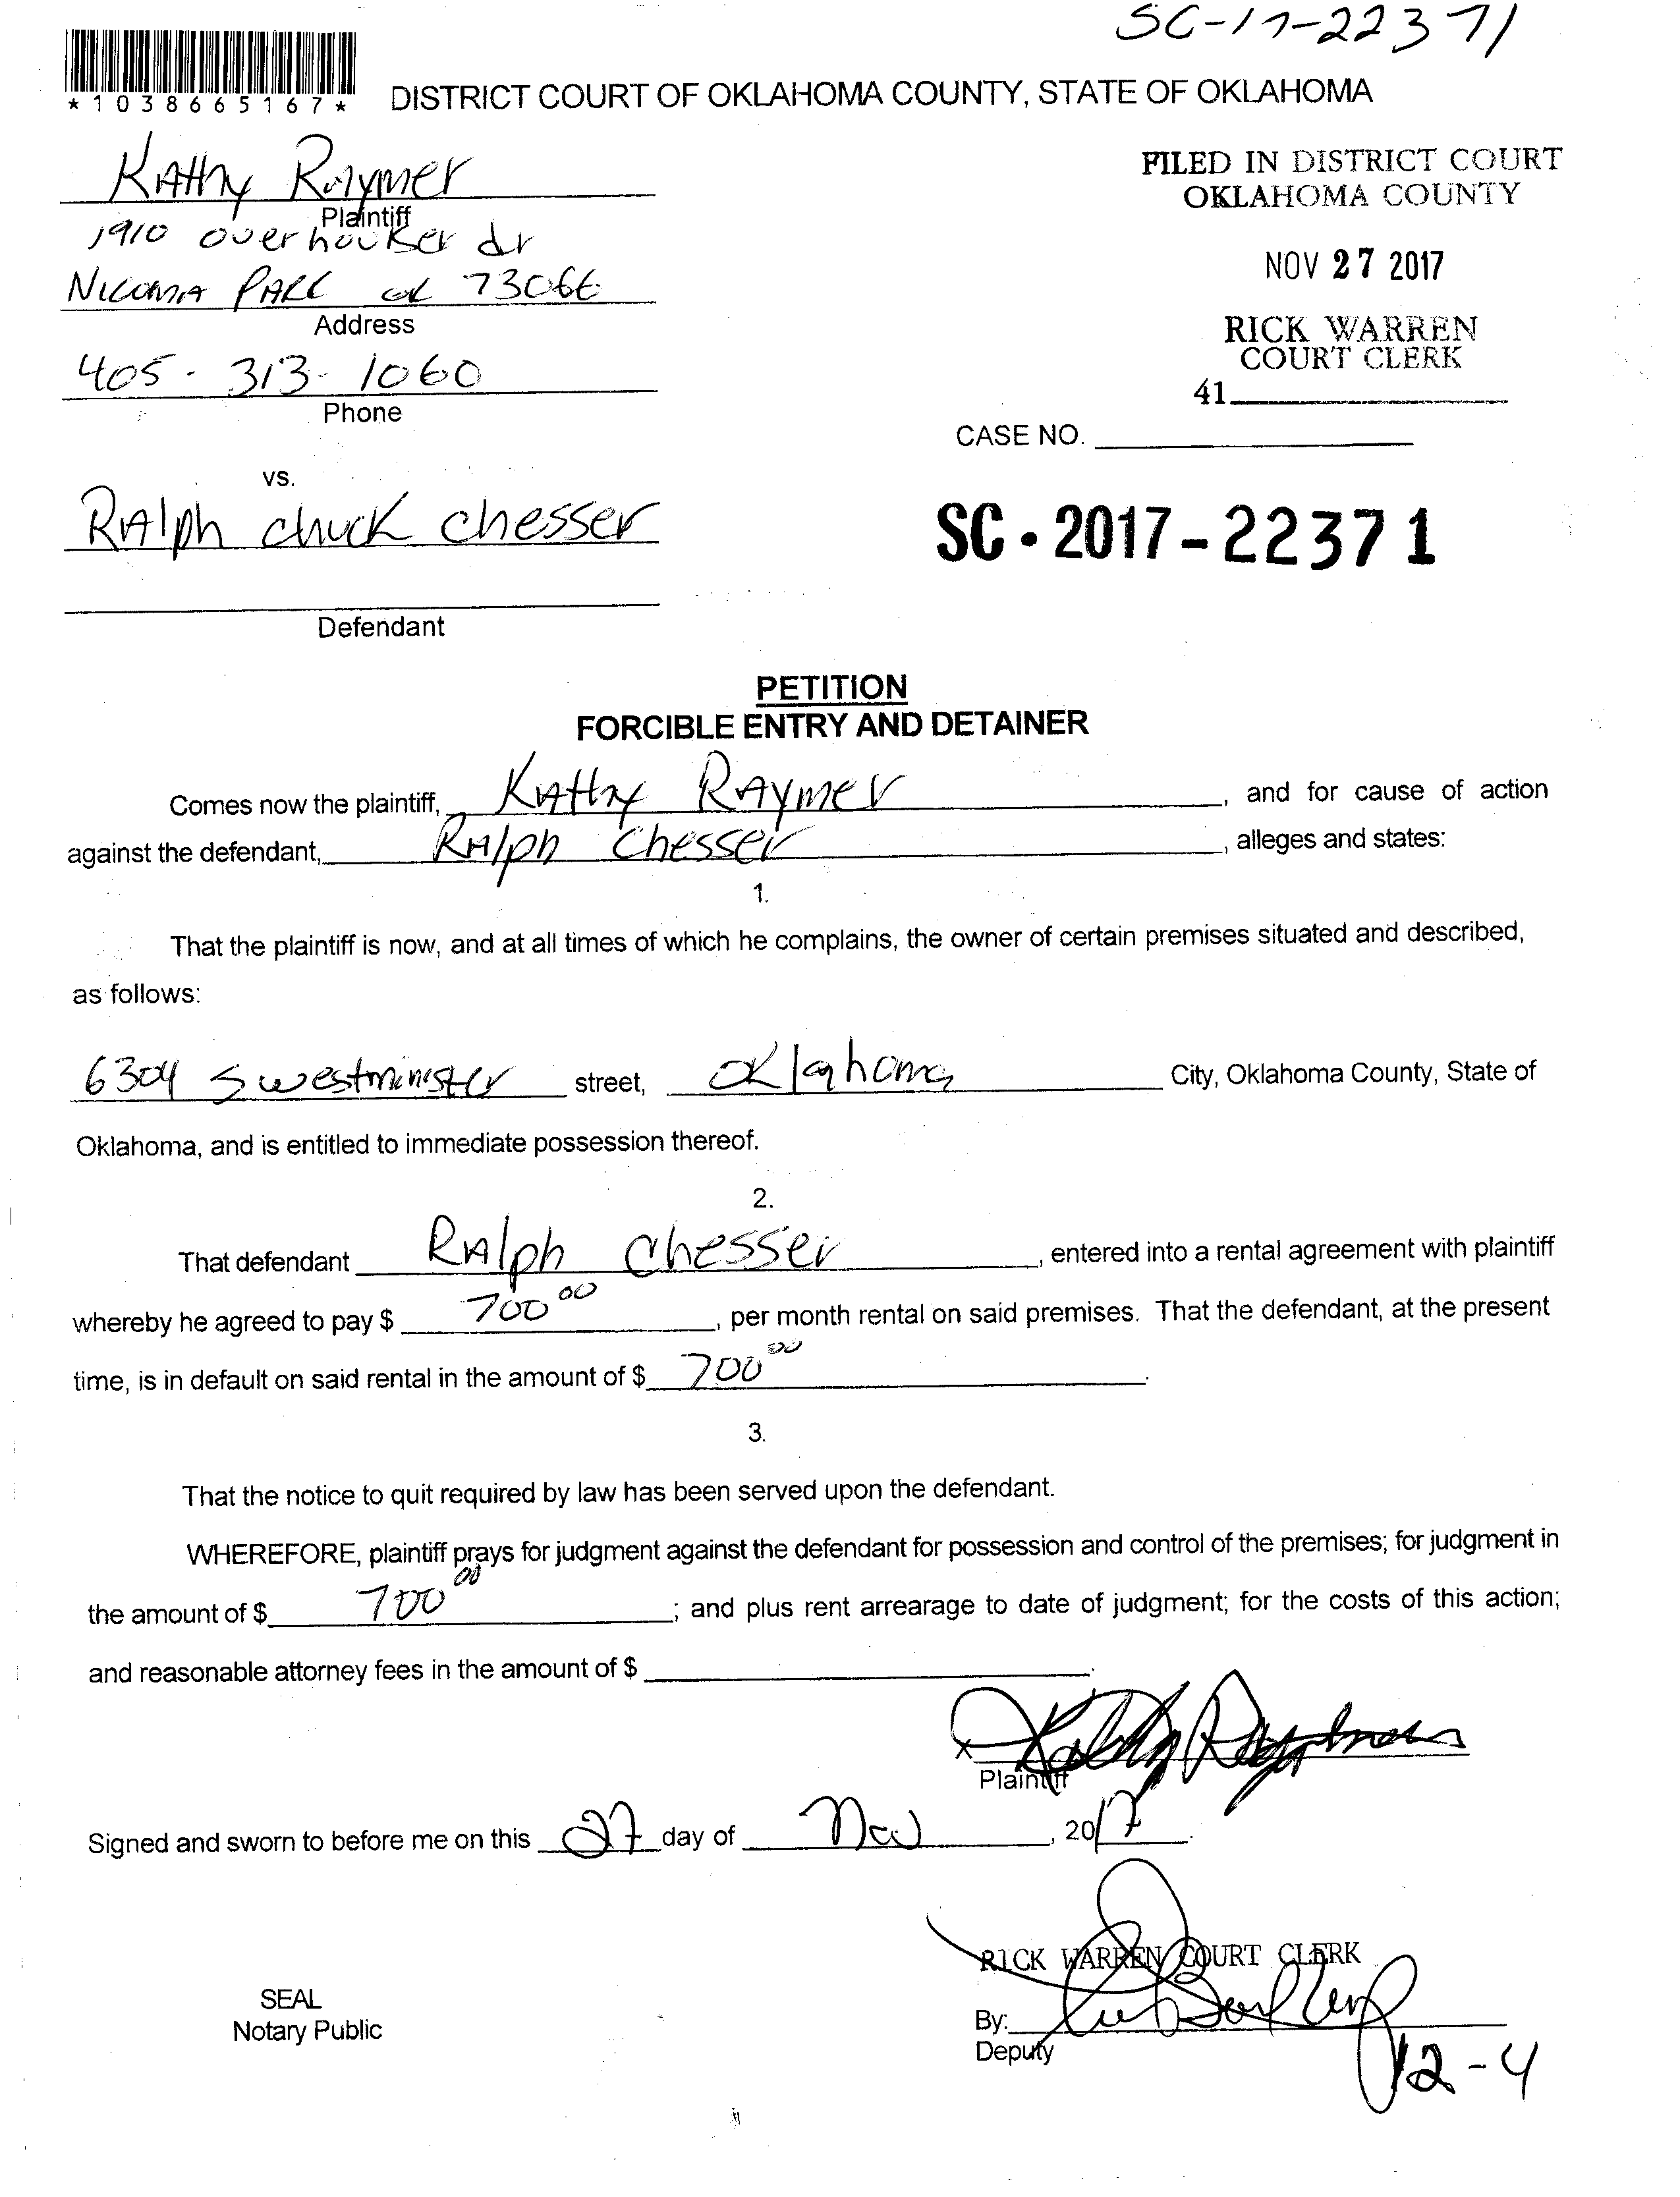 SC-17-22371
*1038665167*
DISTRICT COURT OF OKLAHOMA COUNTY, STATE OF OKLAHOMA
KAthy RAymer
Plaintiff
1910 overhouker dr
Nicoma PARk ok 73066
Address
405-313-1060
Phone
FILED IN DISTRICT COURT
OKLAHOMA COUNTY
NOV 27 2017
RICK WARREN
COURT CLERK
41
CASE NO.
vs.
RAlph chuck chesser
SC-2017-22371
Defendant
PETITION
FORCIBLE ENTRY AND DETAINER
Comes now the plaintiff, KAthy RAymer, and for cause of action
against the defendant, RAlph Chesser, alleges and states:
1.
That the plaintiff is now, and at all times of which he complains, the owner of certain premises situated and described,
as follows:
6304 S westminister street, oklahoma City, Oklahoma County, State of
Oklahoma, and is entitled to immediate possession thereof.
2.
That defendant RAlph Chesser, entered into a rental agreement with plaintiff
whereby he agreed to pay $ 700 00, per month rental on said premises. That the defendant, at the present
time, is in default on said rental in the amount of $ 700 00.
3.
That the notice to quit required by law has been served upon the defendant.
WHEREFORE, plaintiff prays for judgment against the defendant for possession and control of the premises; for judgment in
the amount of $ 700 00; and plus rent arrearage to date of judgment; for the costs of this action;
and reasonable attorney fees in the amount of $.
x Kathy Raymer
Plaintiff
Signed and sworn to before me on this 27 day of Nov, 2017.
RICK WARREN COURT CLERK
SEAL
Notary Public
By:
Deputy
12-4